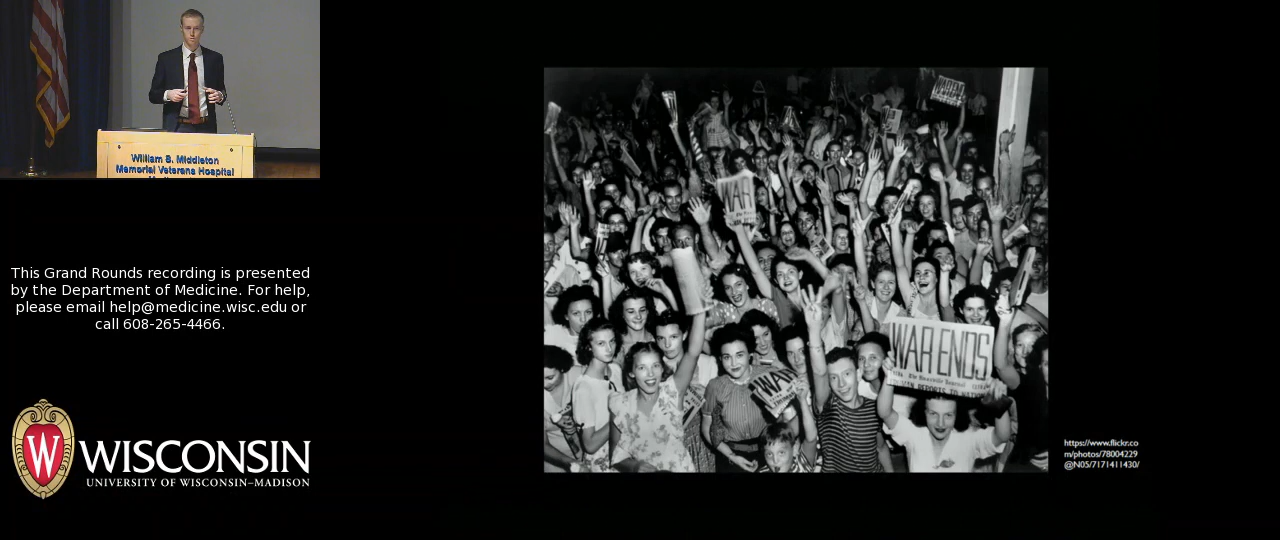 William S. Middleton
Memorial Veterans Hospital
This Grand Rounds recording is presented
by the Department of Medicine. For help,
please email help@medicine.wisc.edu or
call 608-265-4466.
W WISCONSIN
UNIVERSITY OF WISCONSIN–MADISON
WAR
WAR
WAR ENDS
https://www.flickr.co
m/photos/78004229
@N05/7171411430/